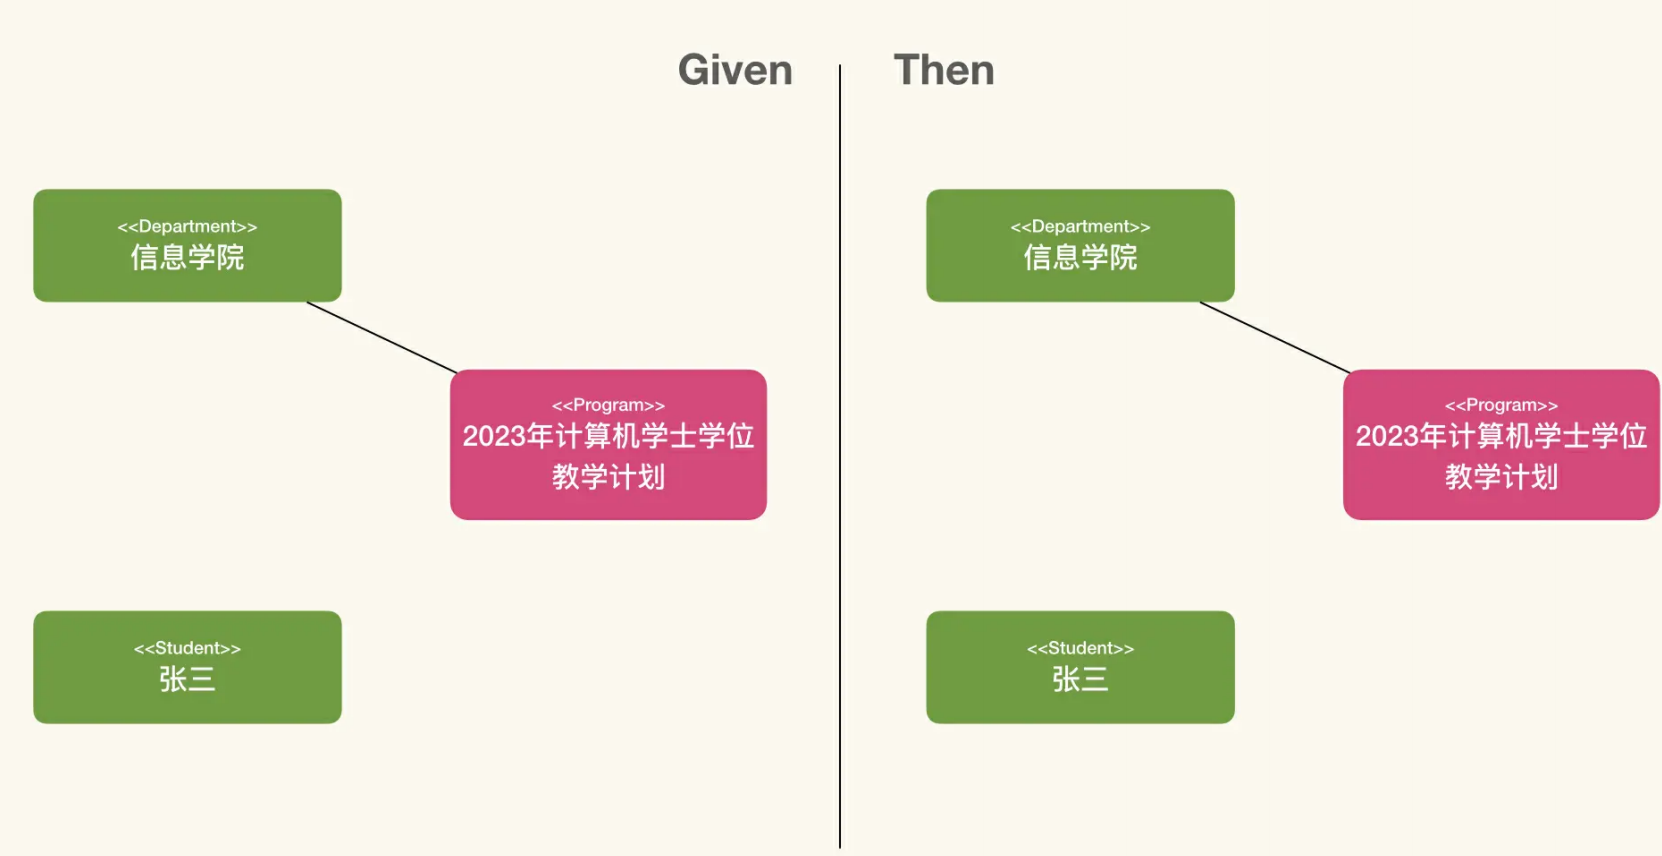 Given
Then
<<Department>>
信息学院
<<Program>>
2023年计算机学士学位
教学计划
<<Student>>
张三
<<Department>>
信息学院
<<Program>>
2023年计算机学士学位
教学计划
<<Student>>
张三